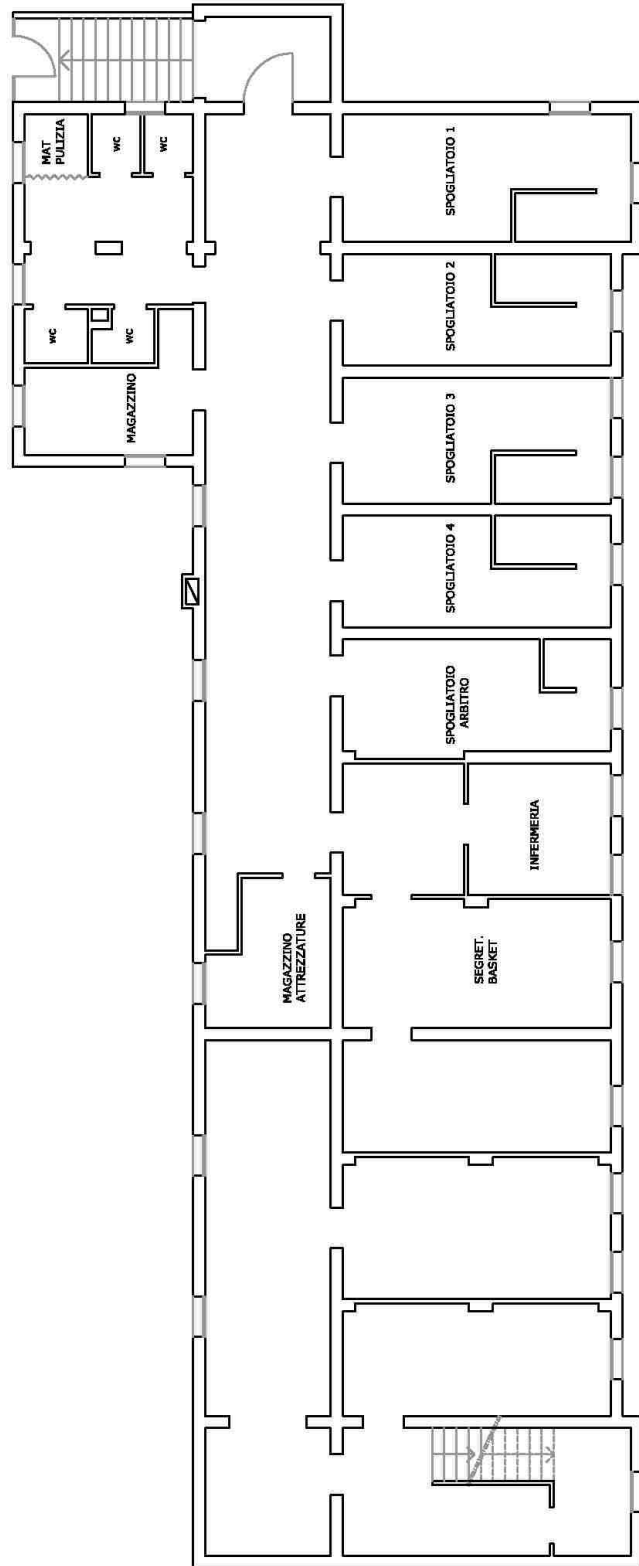 MAT
PULIZIA
WC
WC
WC
WC
MAGAZZINO
SPOGLIATOIO 1
SPOGLIATOIO 2
SPOGLIATOIO 3
SPOGLIATOIO 4
SPOGLIATOIO
ARBITRO
INFERMERIA
MAGAZZINO
ATTREZZATURE
SEGRET.
BASKET